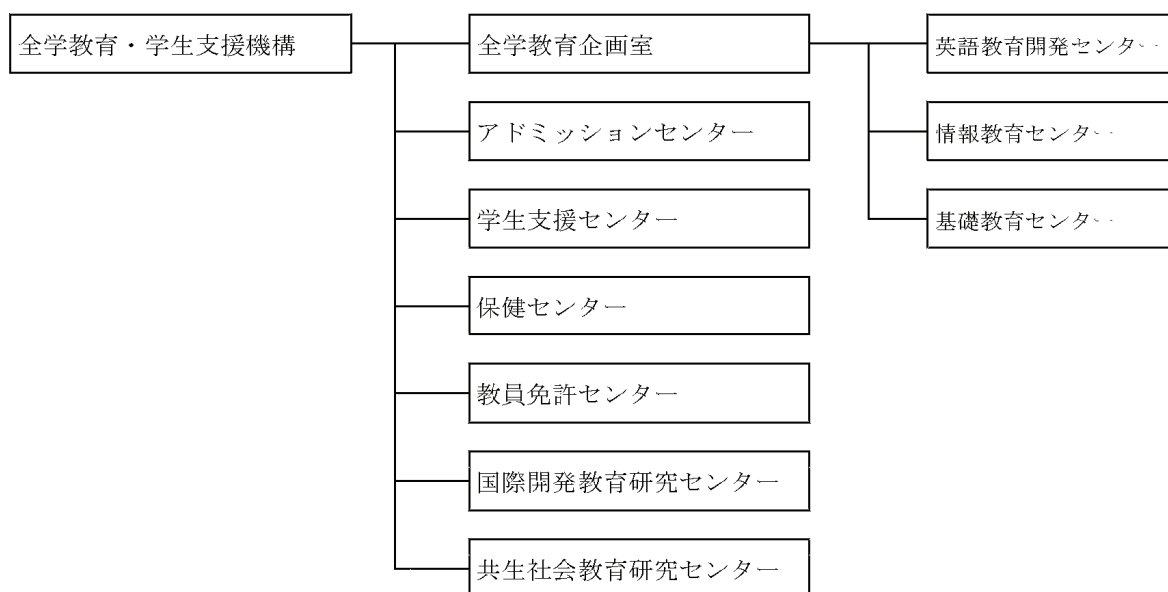 全学教育・学生支援機構
全学教育企画室
英語教育開発センター
アドミッションセンター
情報教育センター
学生支援センター
基礎教育センター
保健センター
教員免許センター
国際開発教育研究センター
共生社会教育研究センター